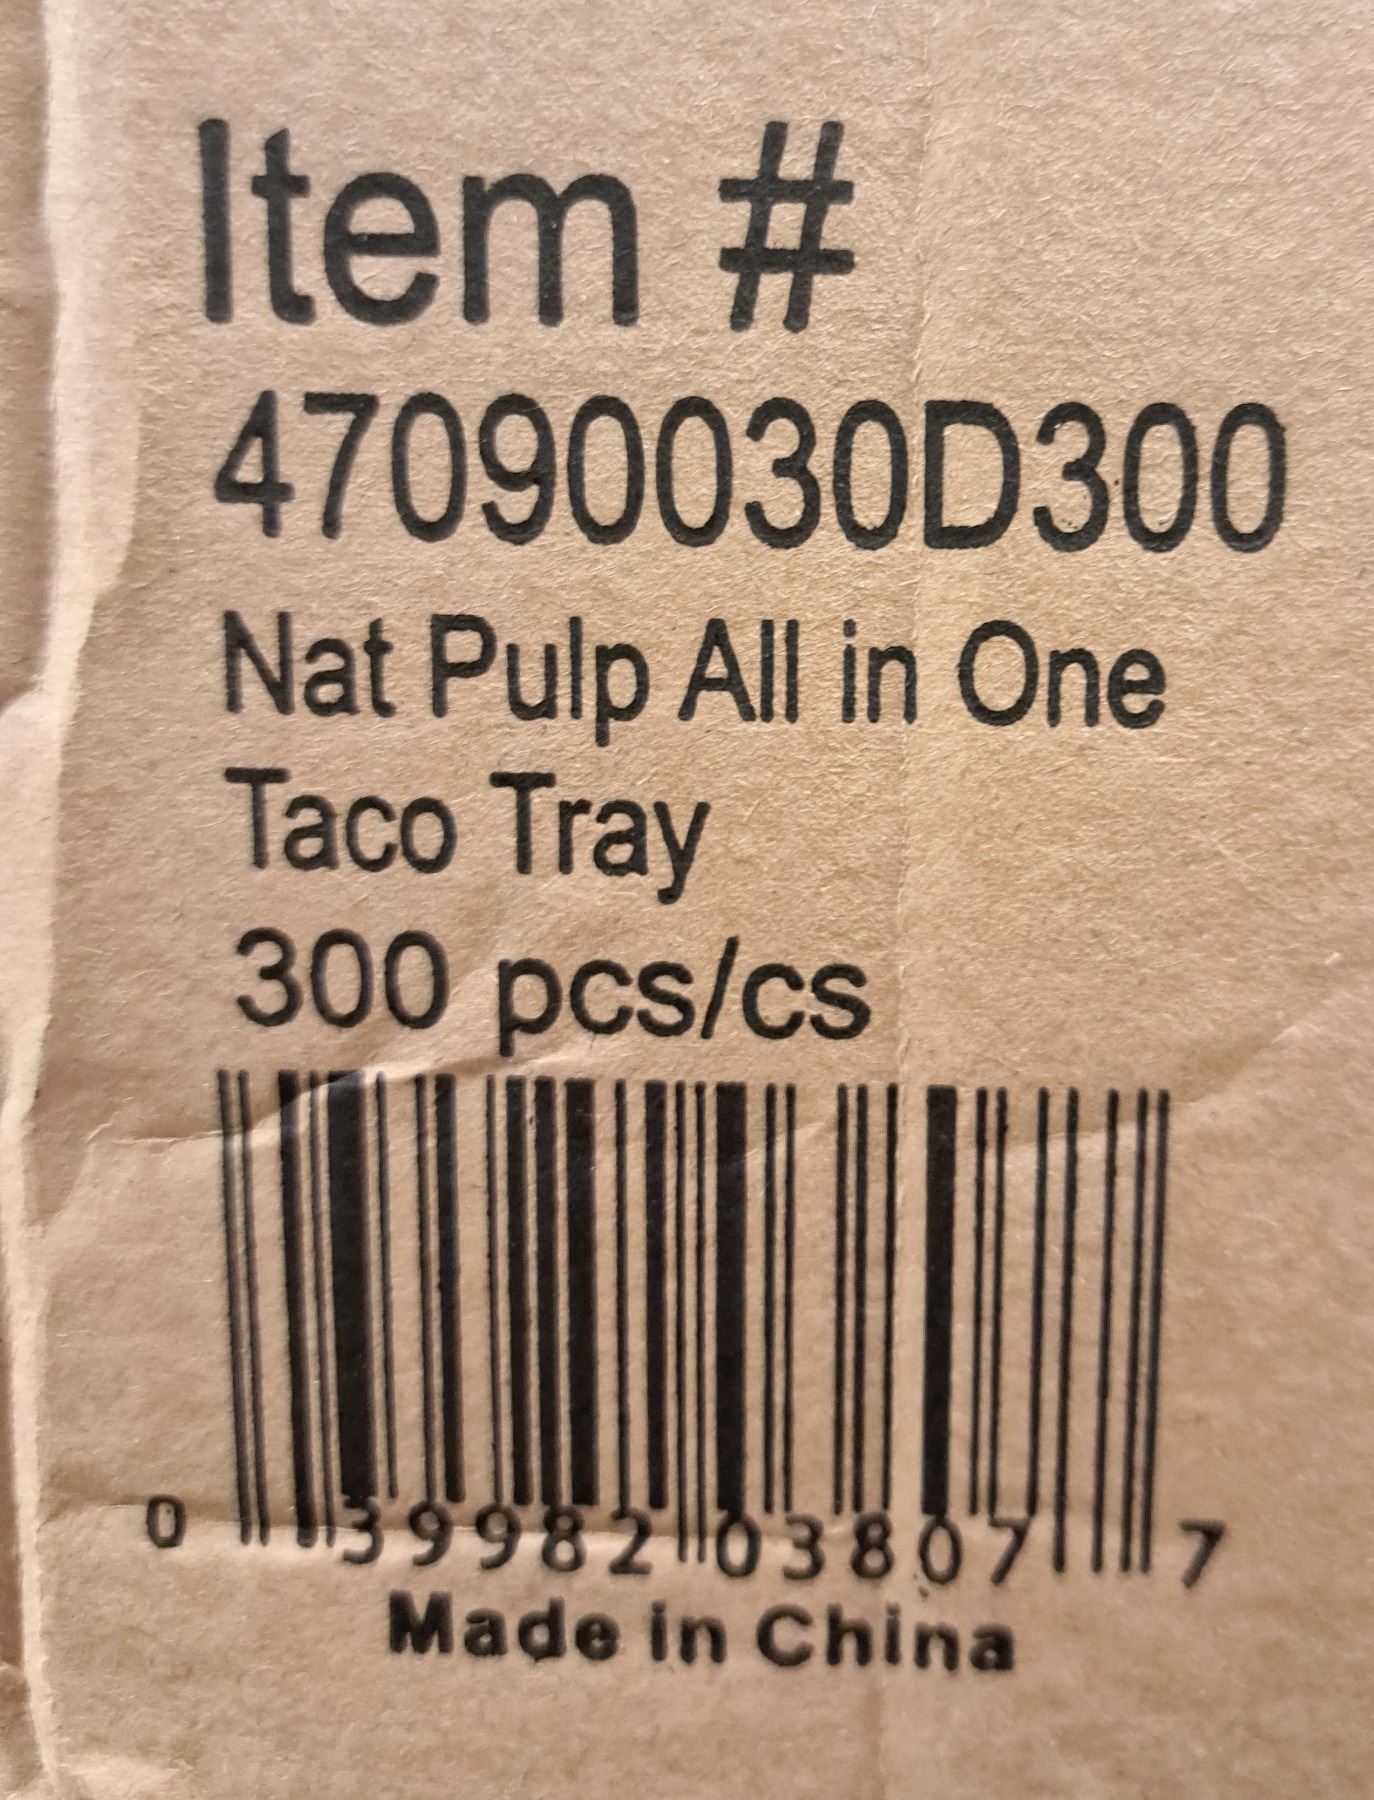 Item #
47090030D300
Nat Pulp All in One
Taco Tray
300 pcs/cs
0 39982 03807 7
Made in China